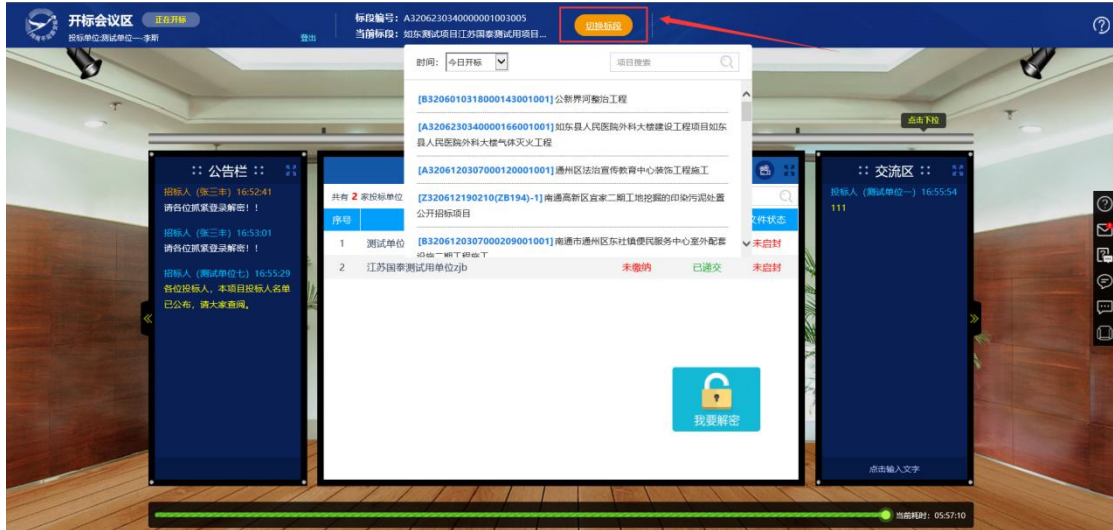 开标会议区 正在开标
投标单位:测试单位一--李斯 登出
标段编号：A3206230340000001003005
当前标段：如东测试项目江苏国泰测试用项目...
切换标段
时间：今日开标
项目搜索
[B3206010318000143001001]公新界河整治工程
[A3206230340000166001001]如东县人民医院外科大楼建设工程项目如东
县人民医院外科大楼气体灭火工程
[A3206120307000120001001]通州区法治宣传教育中心装饰工程施工
[Z320612190210(ZB194)-1]南通高新区宜家二期工地挖掘的印染污泥处置
公开招标项目
[B3206120307000209001001]南通市通州区东社镇便民服务中心室外配套
:: 公告栏 ::
招标人（张三丰）16:52:41
请各位抓紧登录解密！！
招标人（张三丰）16:53:01
请各位抓紧登录解密！！
招标人（测试单位七）16:55:29
各位投标人，本项目投标人名单
已公布，请大家查阅。
共有 2 家投标单位
序号 文件状态
1 测试单位 未启封
2 江苏国泰测试用单位zjb 未缴纳 已递交 未启封
我要解密
点击下拉
:: 交流区 ::
投标人（测试单位一）16:55:54
111
点击输入文字
当前耗时：05:57:10